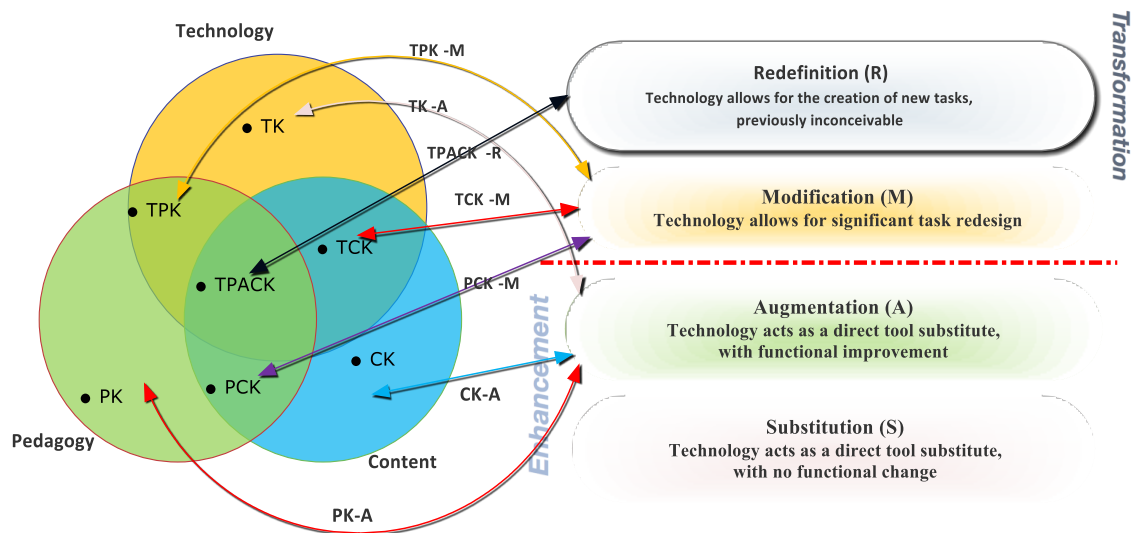 Technology
TPK -M
TK -A
TK
TPACK -R
TPK
TCK -M
TCK
TPACK
PCK -M
CK
PCK
CK-A
PK
Pedagogy
Content
PK-A
Redefinition (R)
Technology allows for the creation of new tasks,
previously inconceivable
Transformation
Modification (M)
Technology allows for significant task redesign
Enhancement
Augmentation (A)
Technology acts as a direct tool substitute,
with functional improvement
Substitution (S)
Technology acts as a direct tool substitute,
with no functional change